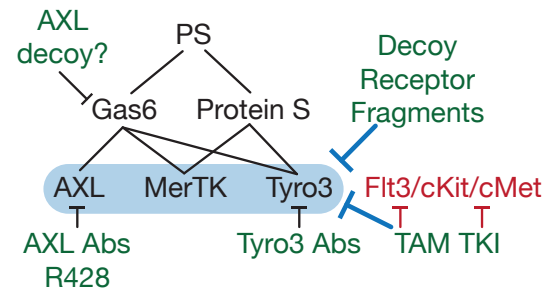 AXL
decoy?
PS
Decoy
Receptor
Fragments
Gas6
Protein S
AXL
MerTK
Tyro3
Flt3/cKit/cMet
AXL Abs
R428
Tyro3 Abs
TAM TKI